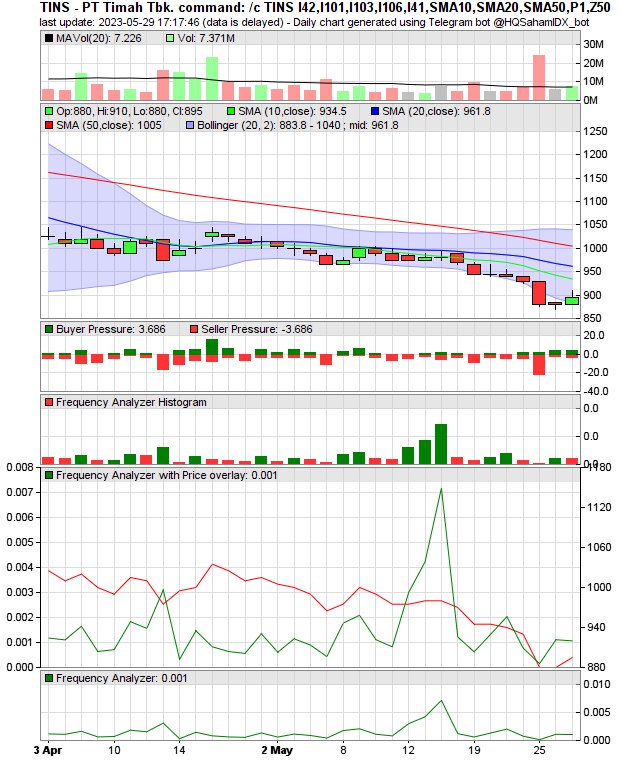 TINS - PT Timah Tbk. command: /c TINS I42,I101,I103,I106,I41,SMA10,SMA20,SMA50,P1,Z50
last update: 2023-05-29 17:17:46 (data is delayed) - Daily chart generated using Telegram bot @HQSahamIDX_bot
MAVol(20): 7.226 Vol: 7.371M
30M
20M
10M
0M
Op:880, Hi:910, Lo:880, Cl:895 SMA (10,close): 934.5 SMA (20,close): 961.8
SMA (50,close): 1005 Bollinger (20, 2): 883.8 - 1040 ; mid: 961.8
1250
1200
1150
1100
1050
1000
950
900
850
Buyer Pressure: 3.686 Seller Pressure: -3.686
20.0
0.0
-20.0
-40.0
Frequency Analyzer Histogram
0.0
0.0
0.0
Frequency Analyzer with Price overlay: 0.001
0.008
0.007
0.006
0.005
0.004
0.003
0.002
0.001
0.000
1180
1120
1060
1000
940
880
Frequency Analyzer: 0.001
0.010
0.005
0.000
3 Apr 10 14 2 May 8 12 19 25